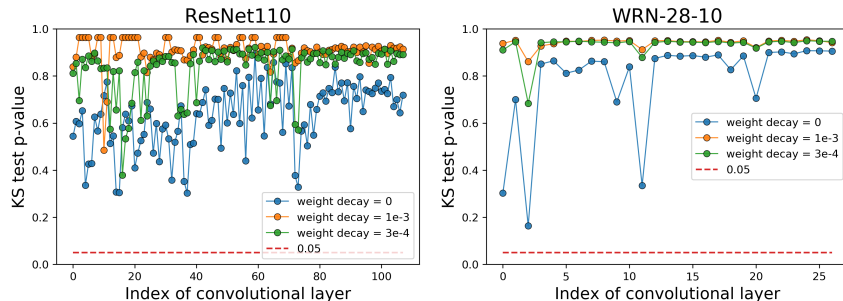 ResNet110
KS test p-value
1.0
0.8
0.6
0.4
0.2
0.0
0
20
40
60
80
100
Index of convolutional layer
weight decay = 0
weight decay = 1e-3
weight decay = 3e-4
0.05
WRN-28-10
KS test p-value
1.0
0.8
0.6
0.4
0.2
0.0
0
5
10
15
20
25
Index of convolutional layer
weight decay = 0
weight decay = 1e-3
weight decay = 3e-4
0.05